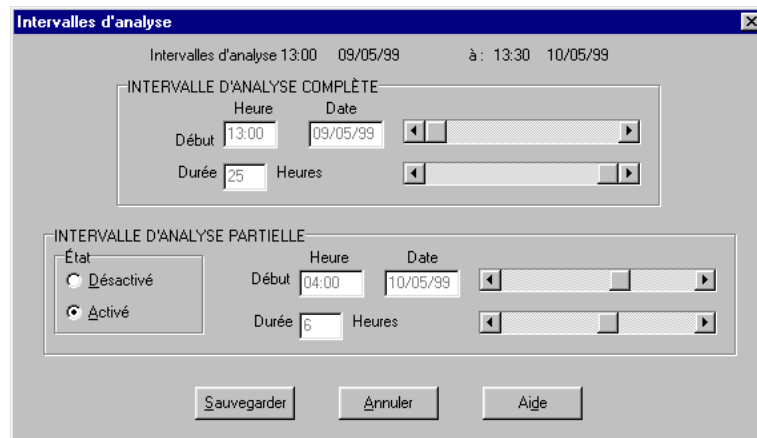 Intervalles d'analyse
Intervalles d'analyse 13:00 09/05/99 à : 13:30 10/05/99
INTERVALLE D'ANALYSE COMPLÈTE
Heure Date
Début 13:00 09/05/99
Durée 25 Heures
INTERVALLE D'ANALYSE PARTIELLE
État
Désactivé
Activé
Heure Date
Début 04:00 10/05/99
Durée 6 Heures
Sauvegarder Annuler Aide